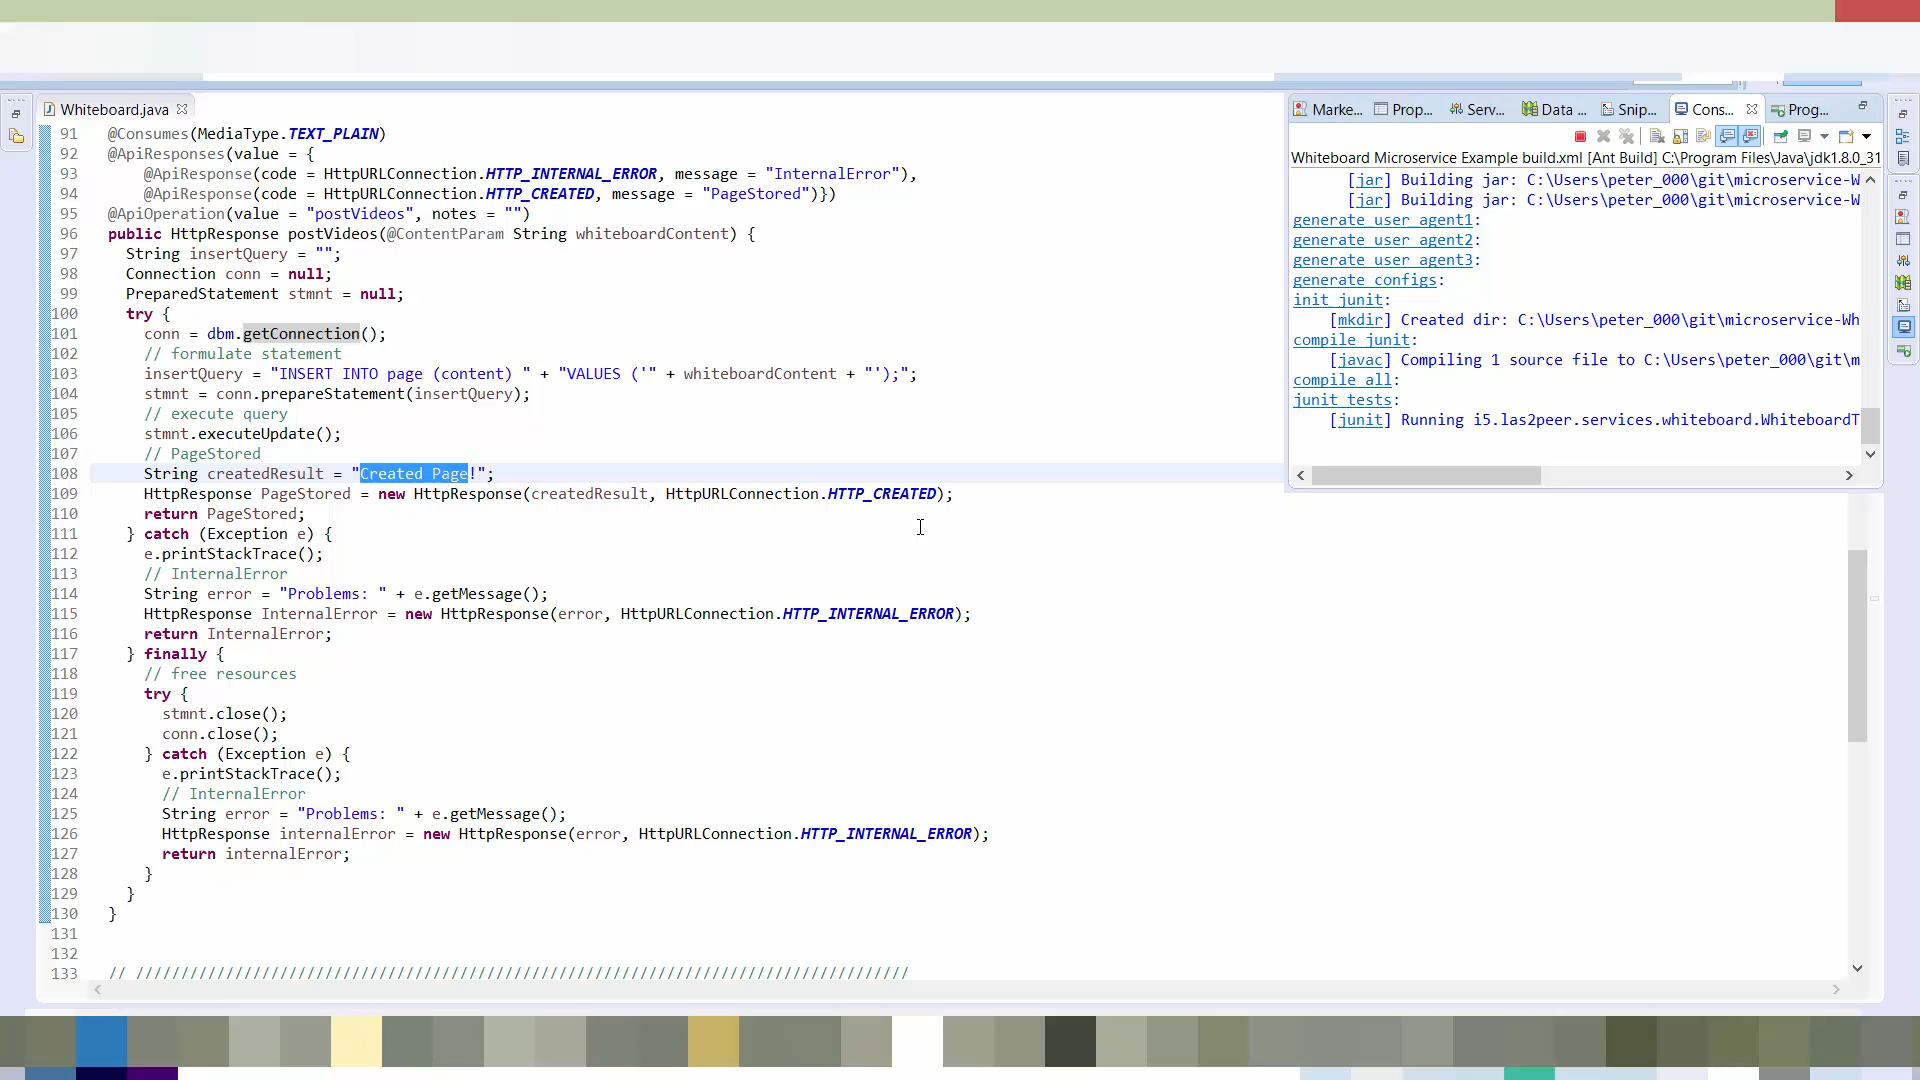 Whiteboard.java
91 @Consumes(MediaType.TEXT_PLAIN)
92 @ApiResponses(value = {
93 @ApiResponse(code = HttpURLConnection.HTTP_INTERNAL_ERROR, message = "InternalError"),
94 @ApiResponse(code = HttpURLConnection.HTTP_CREATED, message = "PageStored")})
95 @ApiOperation(value = "postVideos", notes = "")
96 public HttpResponse postVideos(@ContentParam String whiteboardContent) {
97 String insertQuery = "";
98 Connection conn = null;
99 PreparedStatement stmnt = null;
100 try {
101 conn = dbm.getConnection();
102 // formulate statement
103 insertQuery = "INSERT INTO page (content) " + "VALUES ('" + whiteboardContent + "');";
104 stmnt = conn.prepareStatement(insertQuery);
105 // execute query
106 stmnt.executeUpdate();
107 // PageStored
108 String createdResult = "Created Page!";
109 HttpResponse PageStored = new HttpResponse(createdResult, HttpURLConnection.HTTP_CREATED);
110 return PageStored;
111 } catch (Exception e) {
112 e.printStackTrace();
113 // InternalError
114 String error = "Problems: " + e.getMessage();
115 HttpResponse InternalError = new HttpResponse(error, HttpURLConnection.HTTP_INTERNAL_ERROR);
116 return InternalError;
117 } finally {
118 // free resources
119 try {
120 stmnt.close();
121 conn.close();
122 } catch (Exception e) {
123 e.printStackTrace();
124 // InternalError
125 String error = "Problems: " + e.getMessage();
126 HttpResponse internalError = new HttpResponse(error, HttpURLConnection.HTTP_INTERNAL_ERROR);
127 return internalError;
128 }
129 }
130 }
131
132
133 // //////////////////////////////////////////////////////////////////////////////////////
Marke... Prop... Serv... Data ... Snip... Cons... Prog...
Whiteboard Microservice Example build.xml [Ant Build] C:\Program Files\Java\jdk1.8.0_31
[jar] Building jar: C:\Users\peter_000\git\microservice-W
[jar] Building jar: C:\Users\peter_000\git\microservice-W
generate_user_agent1:
generate_user_agent2:
generate_user_agent3:
generate_configs:
init_junit:
[mkdir] Created dir: C:\Users\peter_000\git\microservice-Wh
compile_junit:
[javac] Compiling 1 source file to C:\Users\peter_000\git\m
compile_all:
junit_tests:
[junit] Running i5.las2peer.services.whiteboard.WhiteboardT